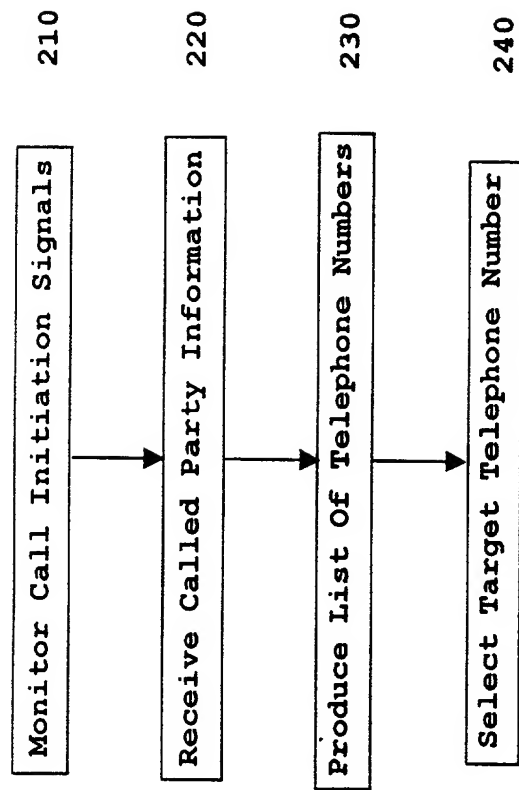 Monitor Call Initiation Signals 210
Receive Called Party Information 220
Produce List Of Telephone Numbers 230
Select Target Telephone Number 240